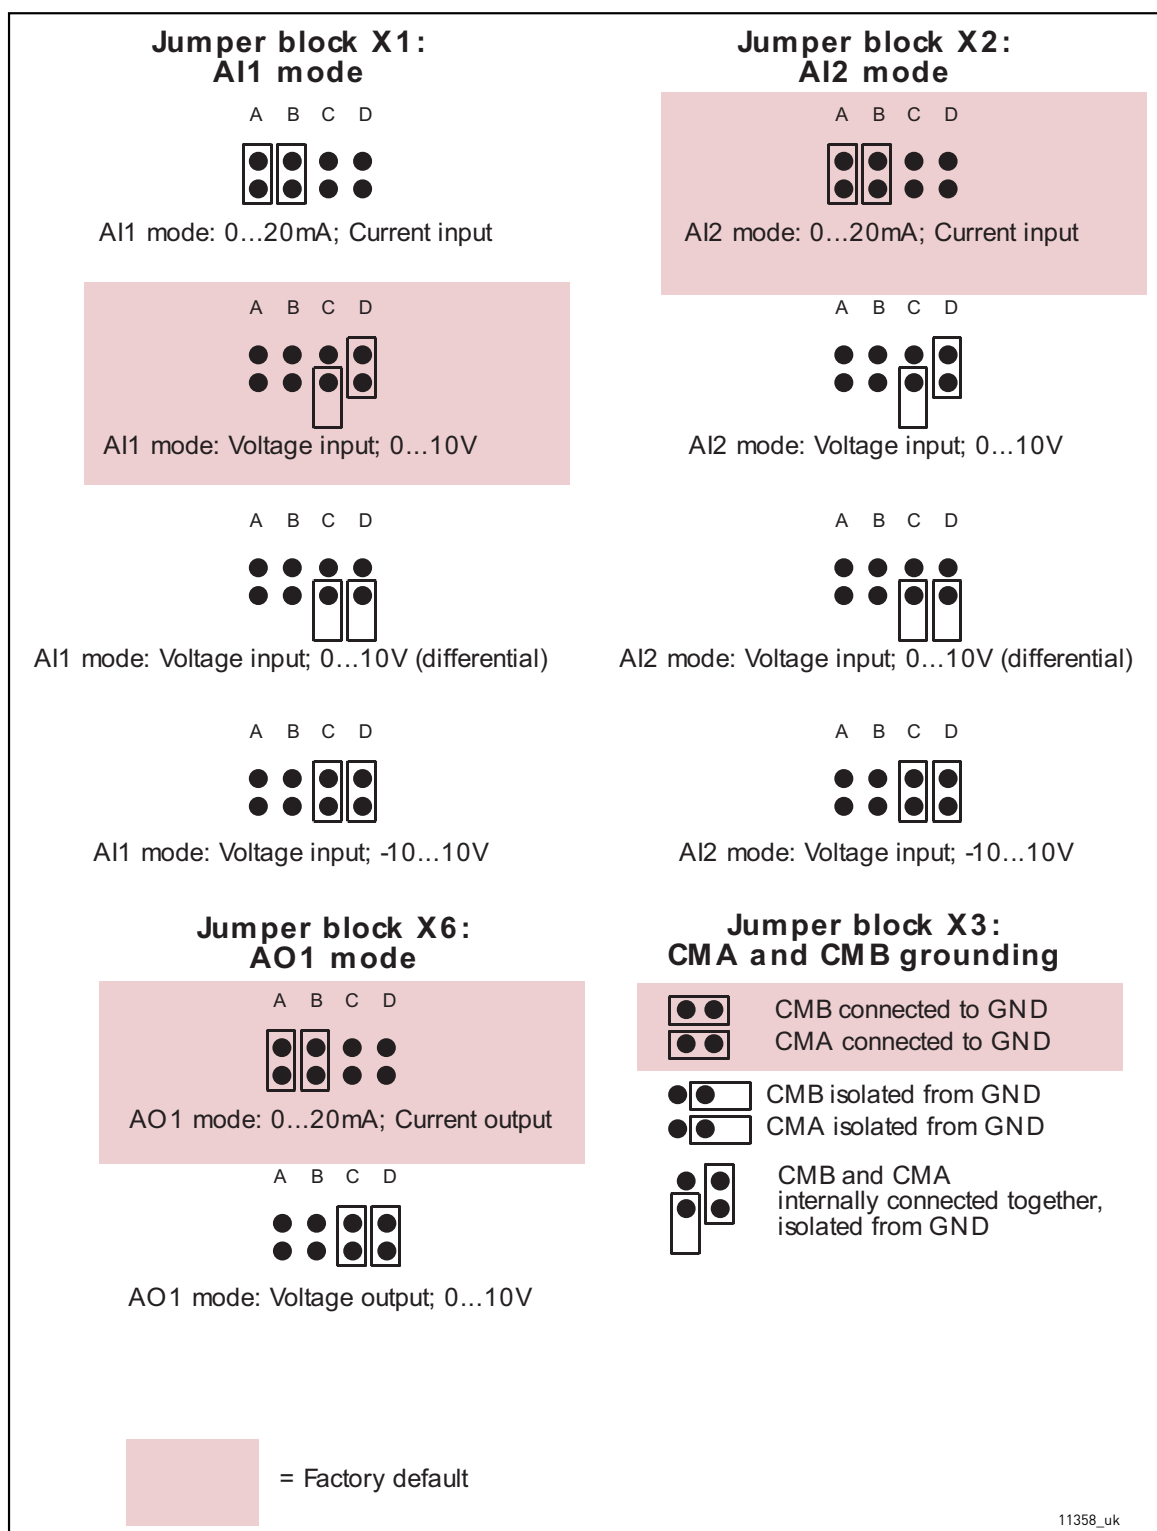 Jumper block X1:
AI1 mode
A B C D
AI1 mode: 0...20mA; Current input
A B C D
AI1 mode: Voltage input; 0...10V
A B C D
AI1 mode: Voltage input; 0...10V (differential)
A B C D
AI1 mode: Voltage input; -10...10V
Jumper block X2:
AI2 mode
A B C D
AI2 mode: 0...20mA; Current input
A B C D
AI2 mode: Voltage input; 0...10V
A B C D
AI2 mode: Voltage input; 0...10V (differential)
A B C D
AI2 mode: Voltage input; -10...10V
Jumper block X6:
AO1 mode
A B C D
AO1 mode: 0...20mA; Current output
A B C D
AO1 mode: Voltage output; 0...10V
Jumper block X3:
CMA and CMB grounding
CMB connected to GND
CMA connected to GND
CMB isolated from GND
CMA isolated from GND
CMB and CMA
internally connected together,
isolated from GND
= Factory default
11358_uk